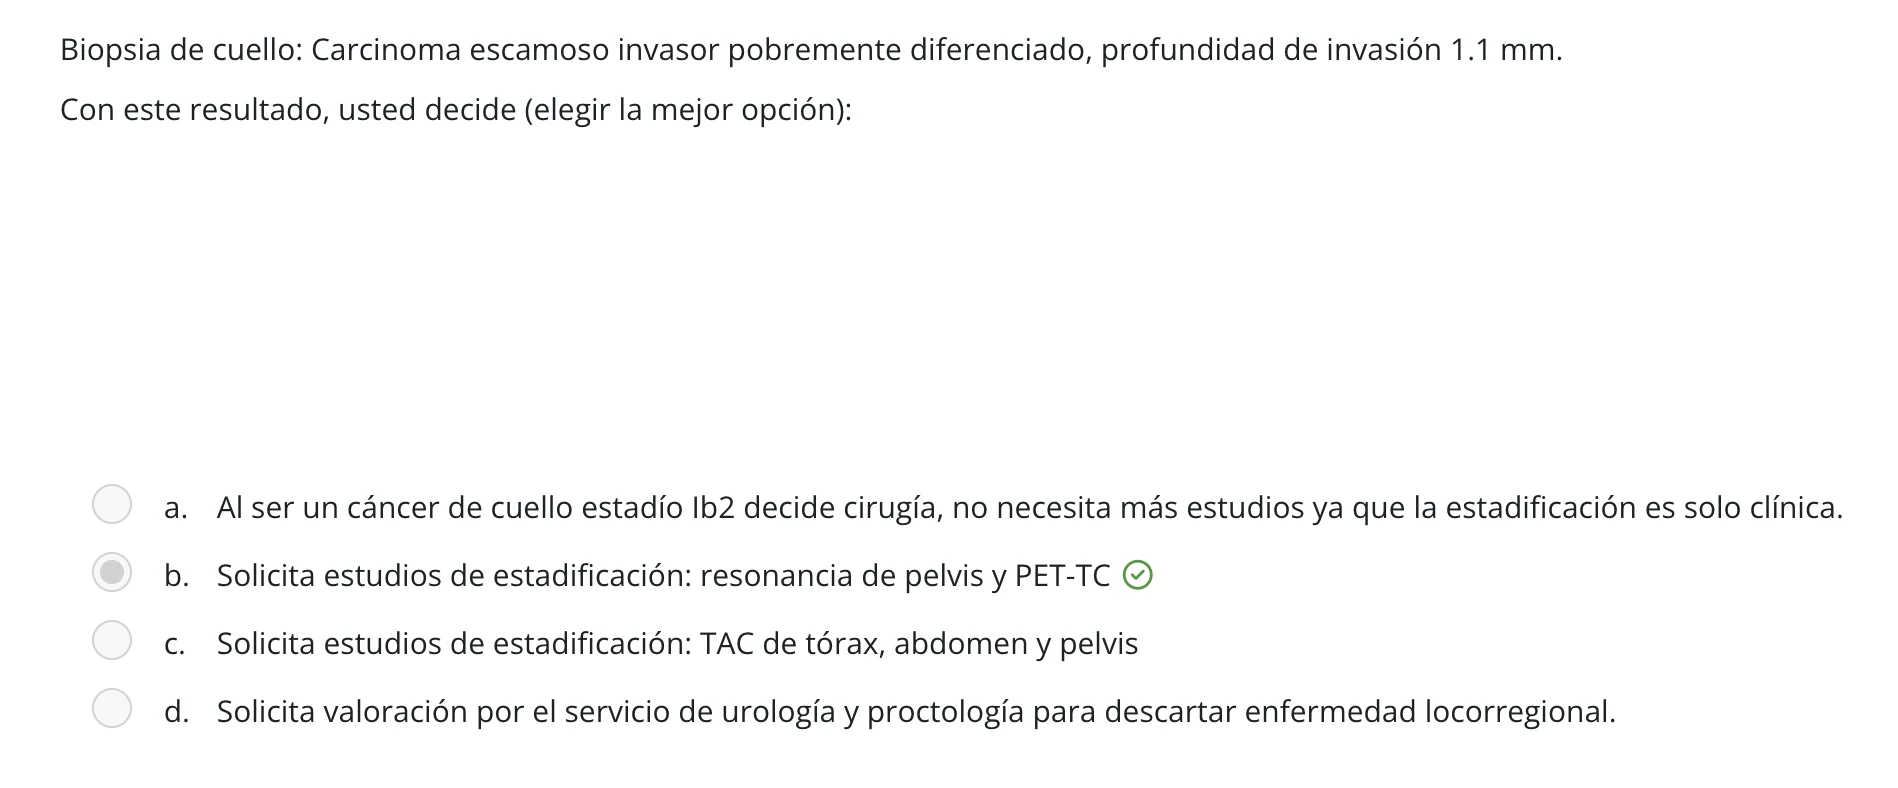 Biopsia de cuello: Carcinoma escamoso invasor pobremente diferenciado, profundidad de invasión 1.1 mm.
Con este resultado, usted decide (elegir la mejor opción):
a. Al ser un cáncer de cuello estadío Ib2 decide cirugía, no necesita más estudios ya que la estadificación es solo clínica.
b. Solicita estudios de estadificación: resonancia de pelvis y PET-TC
c. Solicita estudios de estadificación: TAC de tórax, abdomen y pelvis
d. Solicita valoración por el servicio de urología y proctología para descartar enfermedad locorregional.